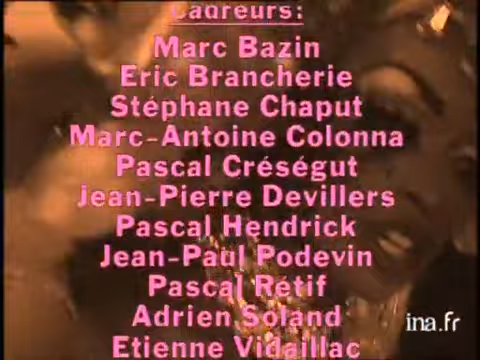 Cadreurs:
Marc Bazin
Eric Brancherie
Stéphane Chaput
Marc-Antoine Colonna
Pascal Créségut
Jean-Pierre Devillers
Pascal Hendrick
Jean-Paul Podevin
Pascal Rétif
Adrien Soland
Etienne Vidaillac
ina.fr